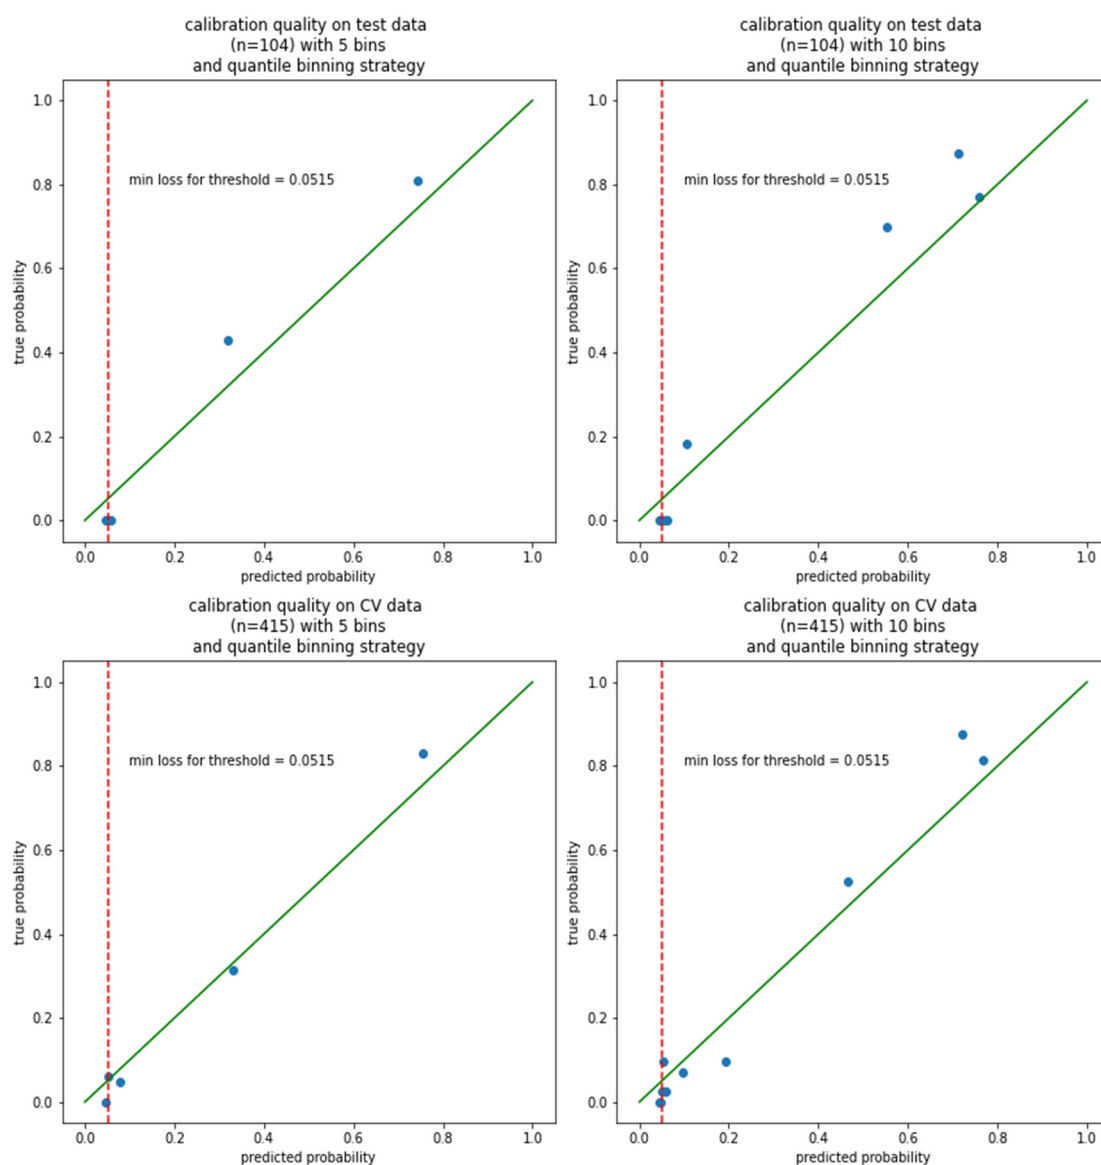 calibration quality on test data
(n=104) with 5 bins
and quantile binning strategy
1.0
0.8
0.6
0.4
0.2
0.0
true probability
min loss for threshold = 0.0515
0.0 0.2 0.4 0.6 0.8 1.0
predicted probability
calibration quality on test data
(n=104) with 10 bins
and quantile binning strategy
1.0
0.8
0.6
0.4
0.2
0.0
true probability
min loss for threshold = 0.0515
0.0 0.2 0.4 0.6 0.8 1.0
predicted probability
calibration quality on CV data
(n=415) with 5 bins
and quantile binning strategy
1.0
0.8
0.6
0.4
0.2
0.0
true probability
min loss for threshold = 0.0515
0.0 0.2 0.4 0.6 0.8 1.0
predicted probability
calibration quality on CV data
(n=415) with 10 bins
and quantile binning strategy
1.0
0.8
0.6
0.4
0.2
0.0
true probability
min loss for threshold = 0.0515
0.0 0.2 0.4 0.6 0.8 1.0
predicted probability